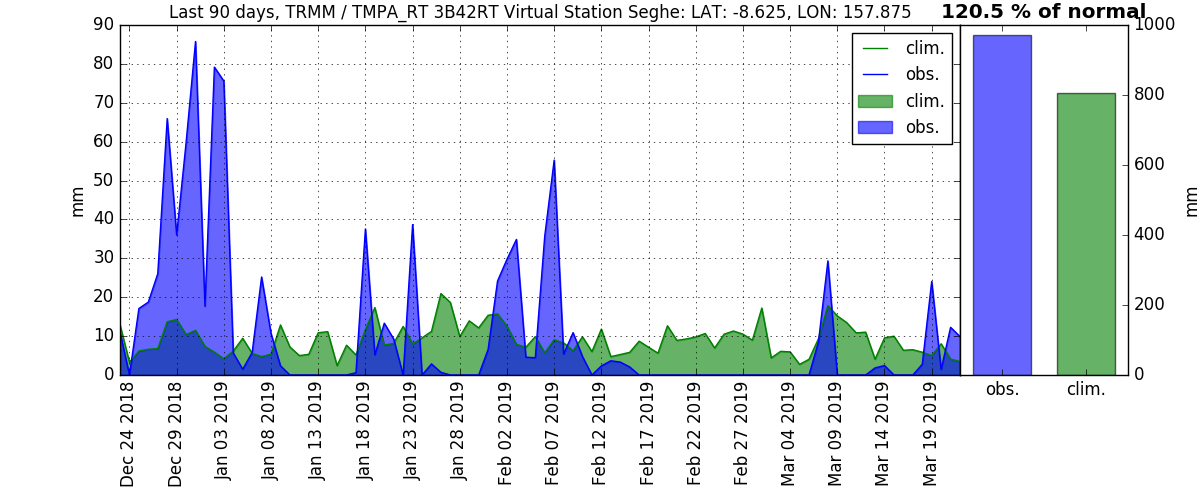 Last 90 days, TRMM / TMPA_RT 3B42RT Virtual Station Seghe: LAT: -8.625, LON: 157.875
120.5 % of normal
90
80
70
60
50
40
30
20
10
0
mm
clim.
obs.
clim.
obs.
Dec 24 2018
Dec 29 2018
Jan 03 2019
Jan 08 2019
Jan 13 2019
Jan 18 2019
Jan 23 2019
Jan 28 2019
Feb 02 2019
Feb 07 2019
Feb 12 2019
Feb 17 2019
Feb 22 2019
Feb 27 2019
Mar 04 2019
Mar 09 2019
Mar 14 2019
Mar 19 2019
1000
800
600
400
200
0
mm
obs.
clim.